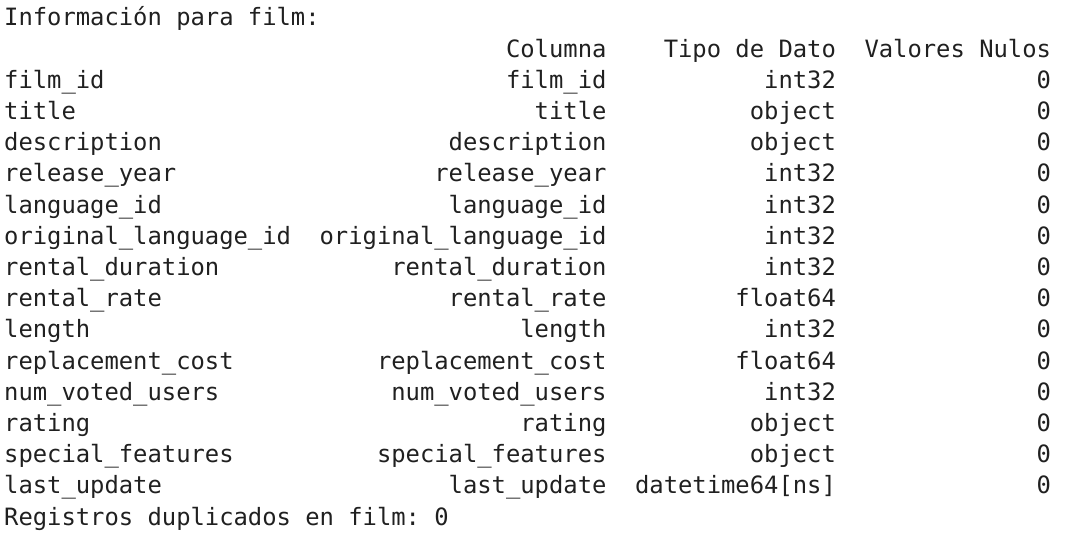 Información para film:
Columna Tipo de Dato Valores Nulos
film_id film_id int32 0
title title object 0
description description object 0
release_year release_year int32 0
language_id language_id int32 0
original_language_id original_language_id int32 0
rental_duration rental_duration int32 0
rental_rate rental_rate float64 0
length length int32 0
replacement_cost replacement_cost float64 0
num_voted_users num_voted_users int32 0
rating rating object 0
special_features special_features object 0
last_update last_update datetime64[ns] 0
Registros duplicados en film: 0